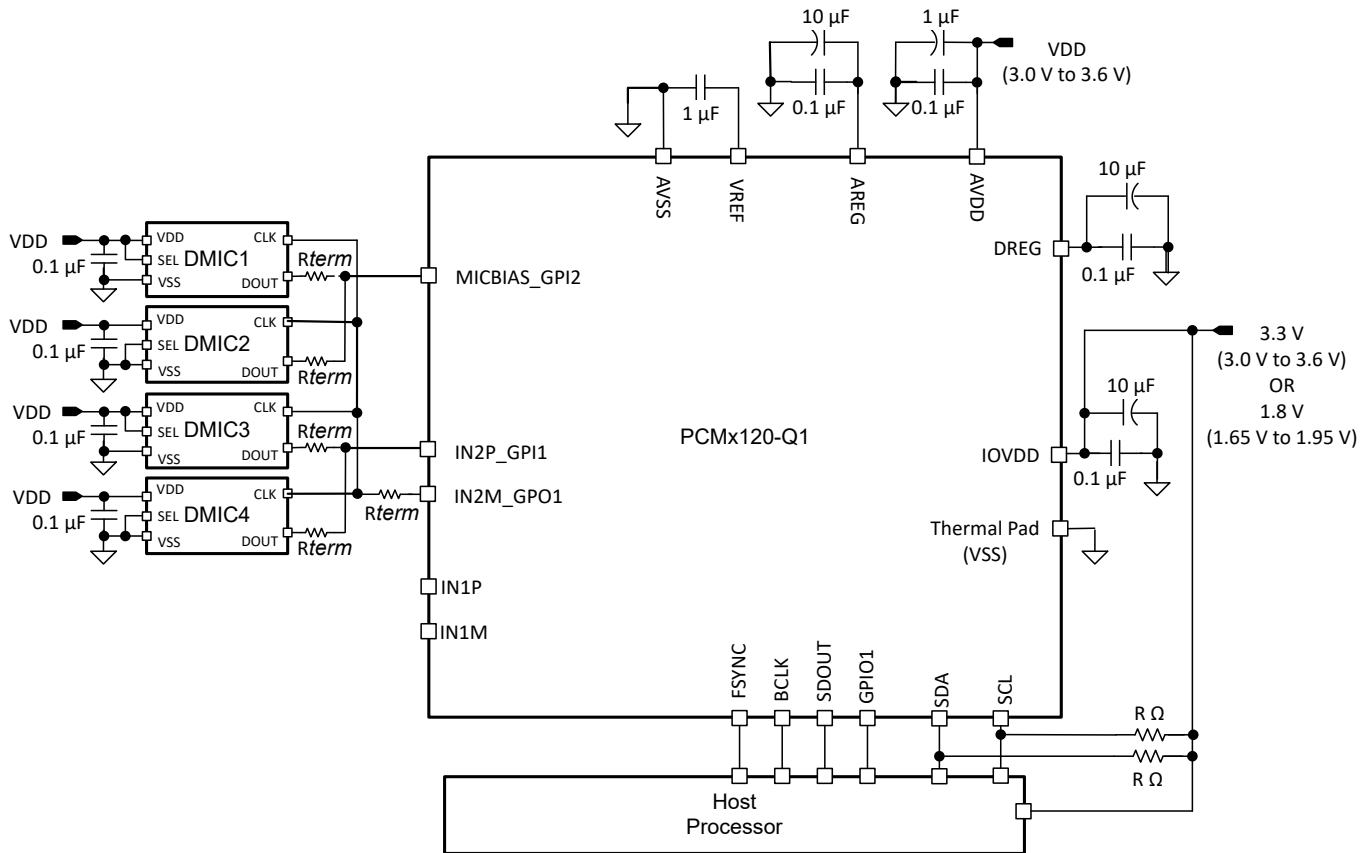 10 µF
1 µF
VDD
(3.0 V to 3.6 V)
1 µF
0.1 µF
0.1 µF
AVSS
VREF
AREG
AVDD
10 µF
DREG
0.1 µF
VDD
0.1 µF
VDD
SEL
VSS
DMIC1
CLK
DOUT
Rterm
MICBIAS_GPI2
VDD
0.1 µF
VDD
SEL
VSS
DMIC2
CLK
DOUT
Rterm
VDD
0.1 µF
VDD
SEL
VSS
DMIC3
CLK
DOUT
Rterm
IN2P_GPI1
VDD
0.1 µF
VDD
SEL
VSS
DMIC4
CLK
DOUT
Rterm
Rterm
IN2M_GPO1
IN1P
IN1M
PCMx120-Q1
3.3 V
(3.0 V to 3.6 V)
OR
1.8 V
(1.65 V to 1.95 V)
10 µF
IOVDD
0.1 µF
Thermal Pad
(VSS)
FSYNC
BCLK
SDOUT
GPIO1
SDA
SCL
R Ω
R Ω
Host
Processor